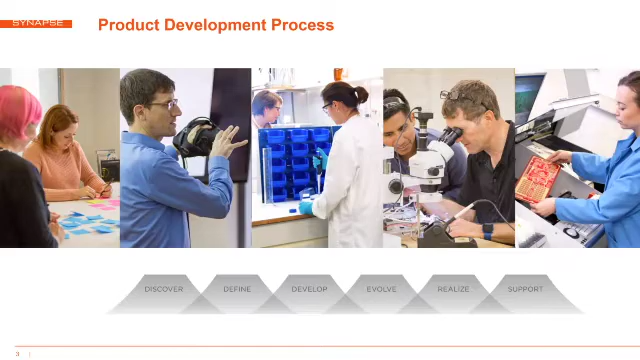 SYNAPSE
Product Development Process
DISCOVER
DEFINE
DEVELOP
EVOLVE
REALIZE
SUPPORT
3 |